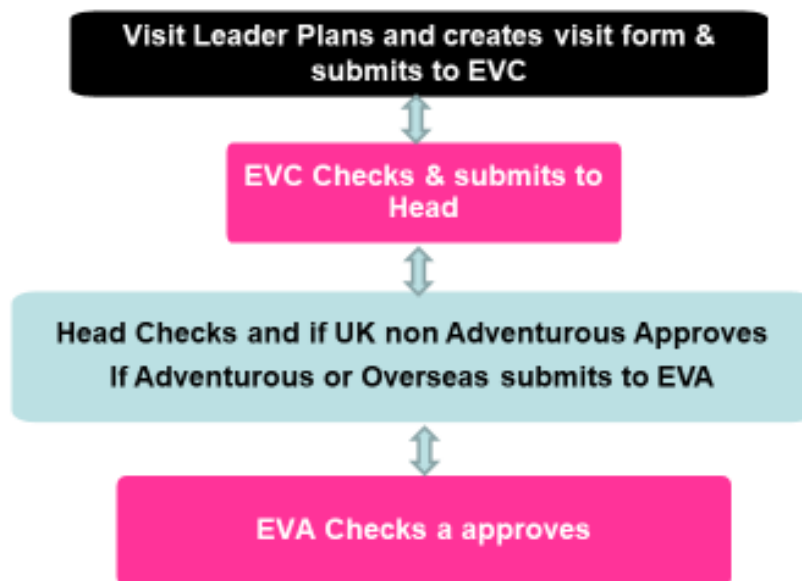 Visit Leader Plans and creates visit form &
submits to EVC
EVC Checks & submits to
Head
Head Checks and if UK non Adventurous Approves
If Adventurous or Overseas submits to EVA
EVA Checks a approves